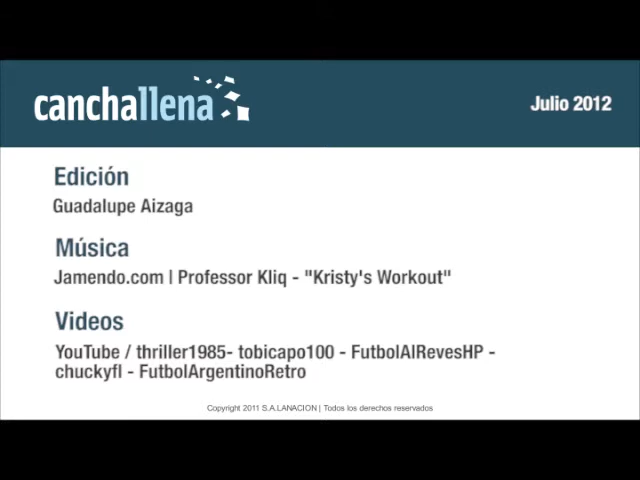 canchallena
Julio 2012
Edición
Guadalupe Aizaga
Música
Jamendo.com | Professor Kliq - "Kristy's Workout"
Videos
YouTube / thriller1985- tobicapo100 - FutbolAlRevesHP -
chuckyfl - FutbolArgentinoRetro
Copyright 2011 S.A.LANACION | Todos los derechos reservados